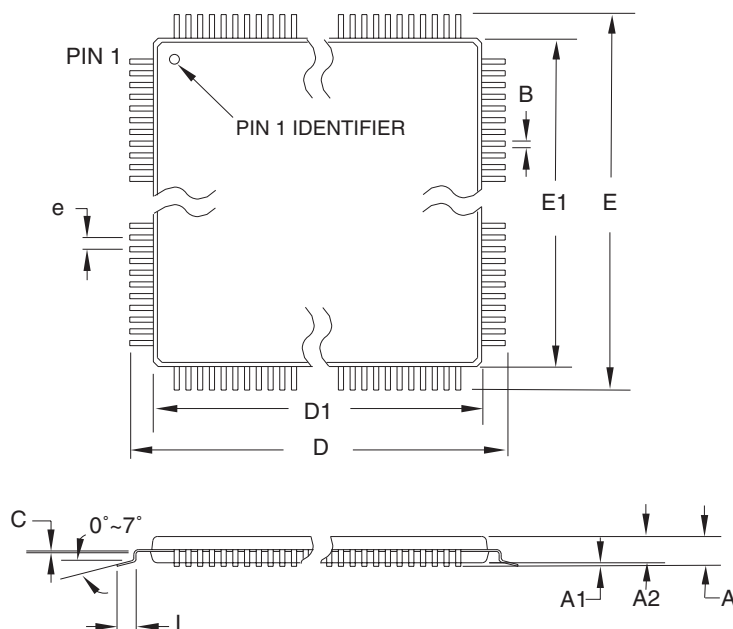 PIN 1
PIN 1 IDENTIFIER
B
e
E1
E
D1
D
C
0°~7°
L
A1
A2
A